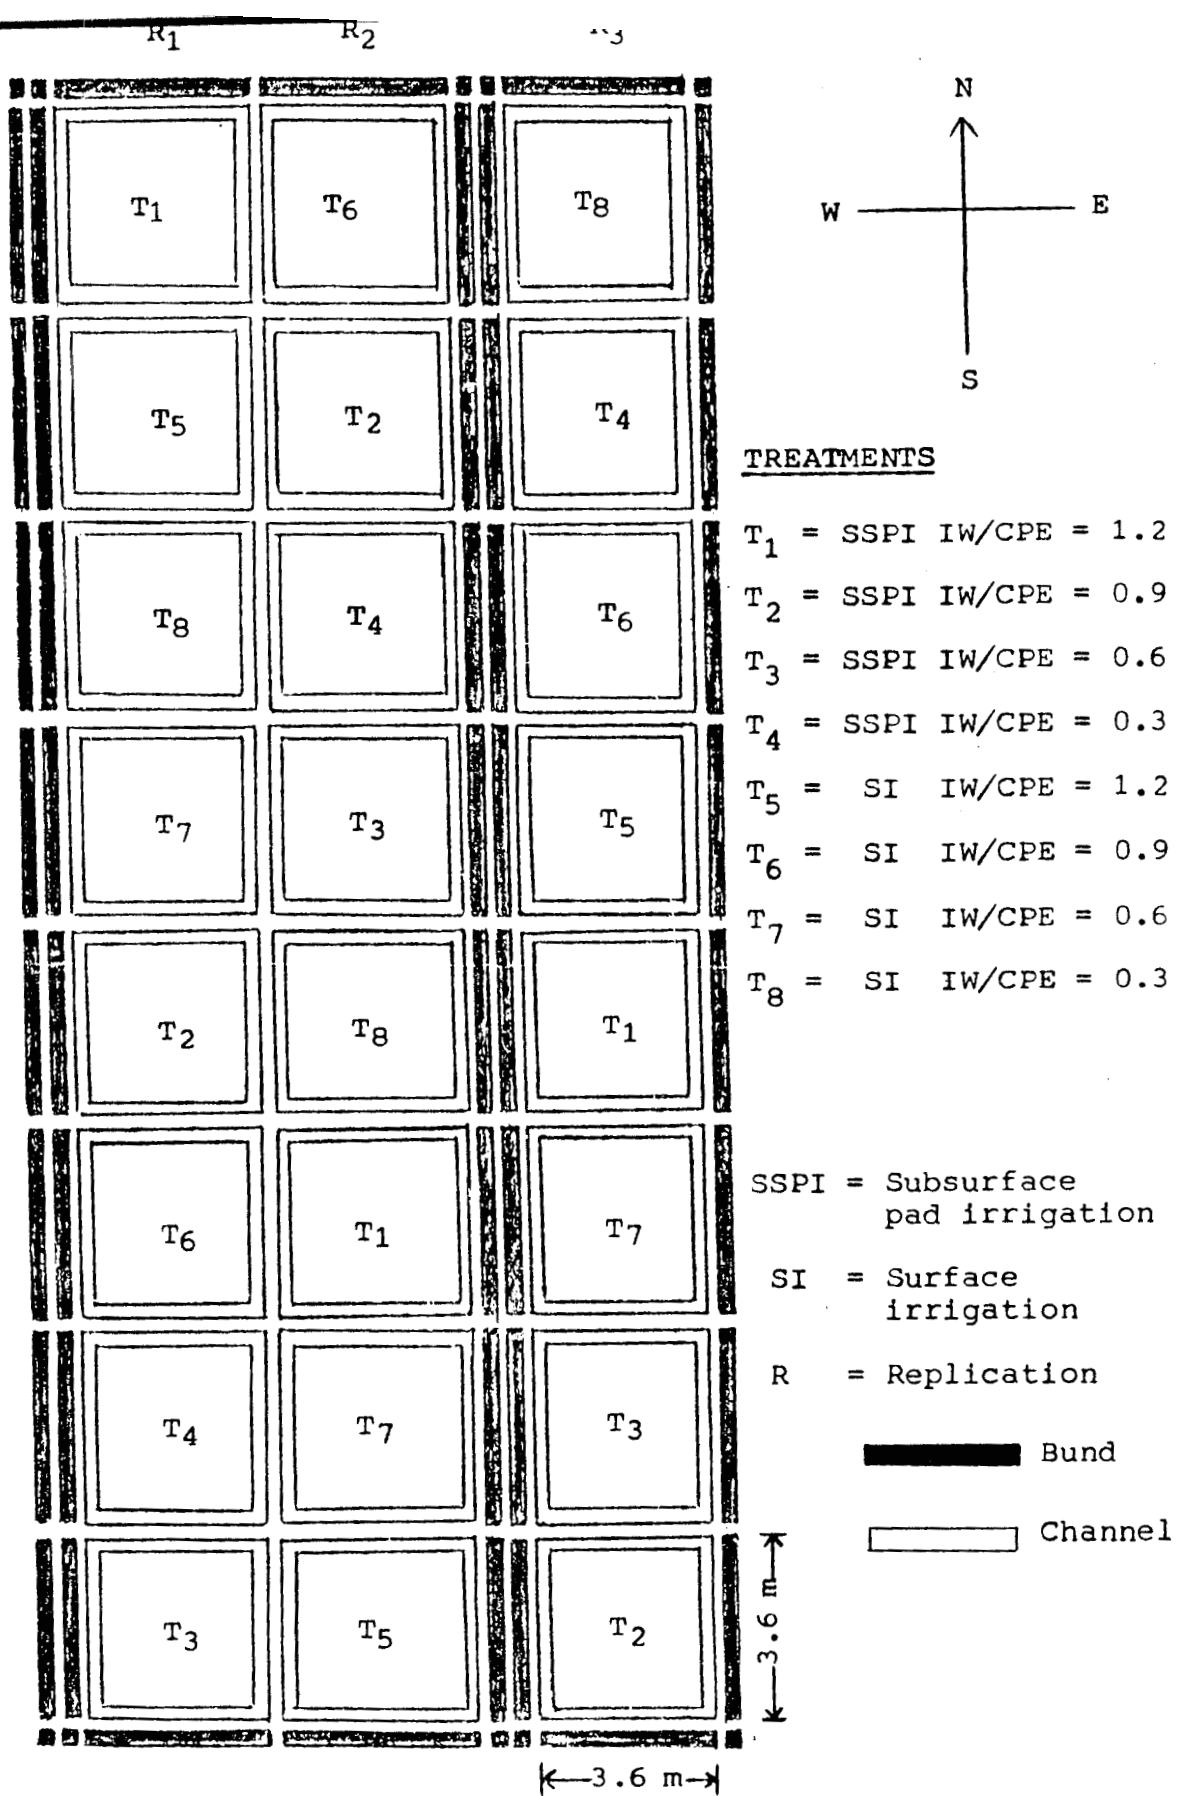 R1 R2 R3
T1 T6 T8
T5 T2 T4
T8 T4 T6
T7 T3 T5
T2 T8 T1
T6 T1 T7
T4 T7 T3
T3 T5 T2
N
W E
S
TREATMENTS
T1 = SSPI IW/CPE = 1.2
T2 = SSPI IW/CPE = 0.9
T3 = SSPI IW/CPE = 0.6
T4 = SSPI IW/CPE = 0.3
T5 = SI IW/CPE = 1.2
T6 = SI IW/CPE = 0.9
T7 = SI IW/CPE = 0.6
T8 = SI IW/CPE = 0.3
SSPI = Subsurface
pad irrigation
SI = Surface
irrigation
R = Replication
Bund
Channel
3.6 m
3.6 m